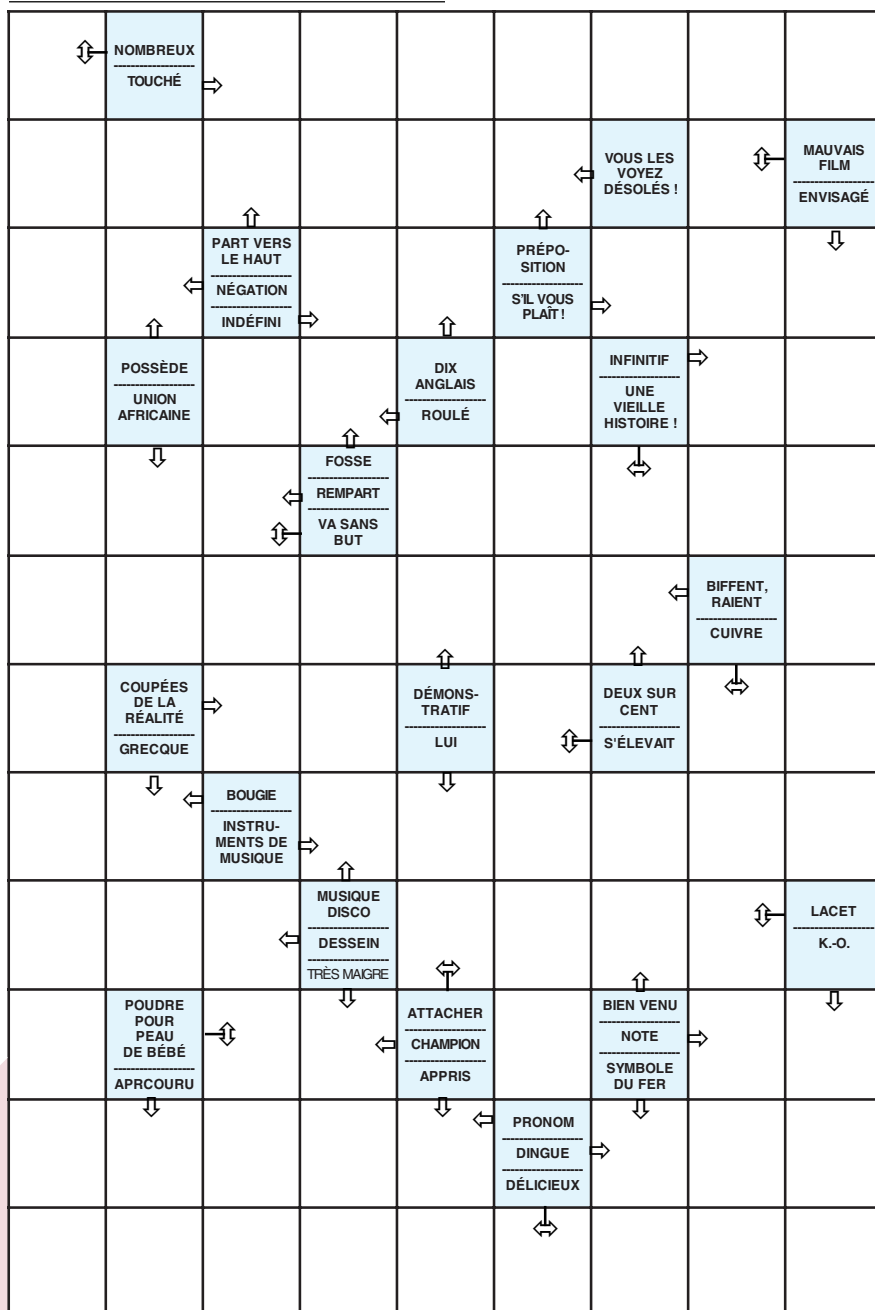 NOMBREUX
TOUCHÉ
VOUS LES
VOYEZ
DÉSOLÉS !
MAUVAIS
FILM
ENVISAGÉ
PART VERS
LE HAUT
NÉGATION
INDÉFINI
PRÉPO-
SITION
S'IL VOUS
PLAÎT !
POSSÈDE
UNION
AFRICAINE
DIX
ANGLAIS
ROULÉ
INFINITIF
UNE
VIEILLE
HISTOIRE !
FOSSE
REMPART
VA SANS
BUT
BIFFENT,
RAIENT
CUIVRE
COUPÉES
DE LA
RÉALITÉ
GRECQUE
DÉMONS-
TRATIF
LUI
DEUX SUR
CENT
S'ÉLEVAIT
BOUGIE
INSTRU-
MENTS DE
MUSIQUE
MUSIQUE
DISCO
DESSEIN
TRÈS MAIGRE
LACET
K.-O.
POUDRE
POUR
PEAU
DE BÉBÉ
APRCOURU
ATTACHER
CHAMPION
APPRIS
BIEN VENU
NOTE
SYMBOLE
DU FER
PRONOM
DINGUE
DÉLICIEUX